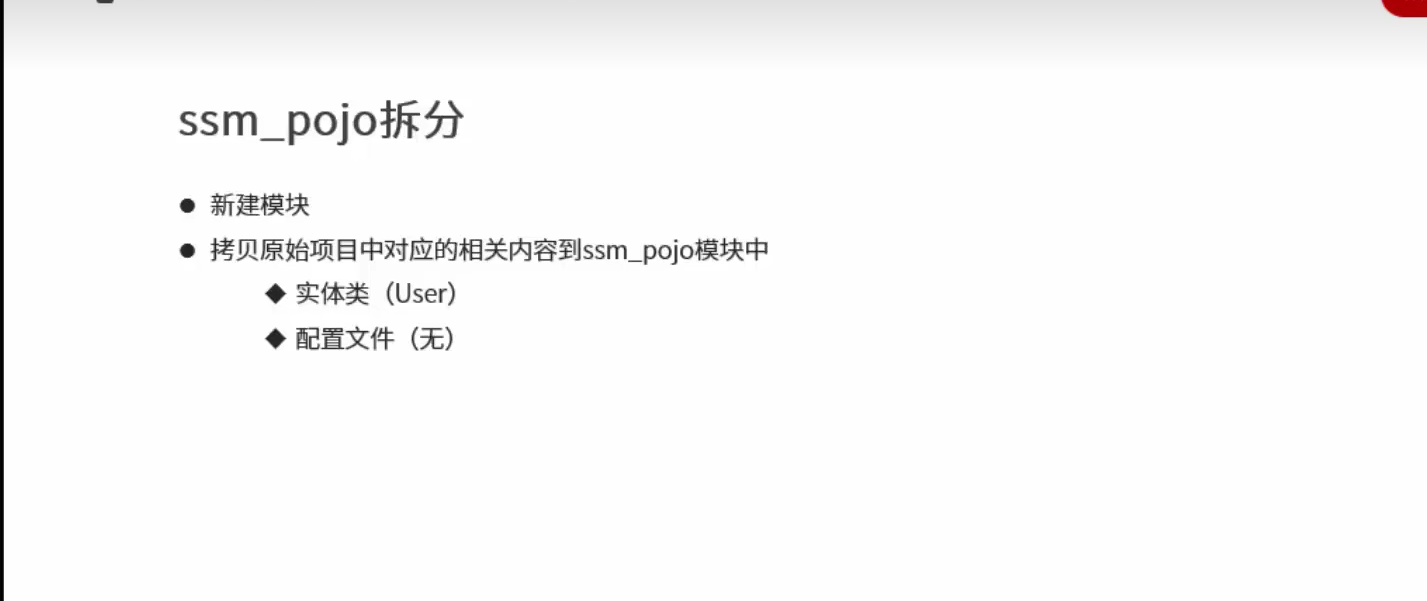 ssm_pojo拆分
● 新建模块
● 拷贝原始项目中对应的相关内容到ssm_pojo模块中
◆ 实体类（User）
◆ 配置文件（无）